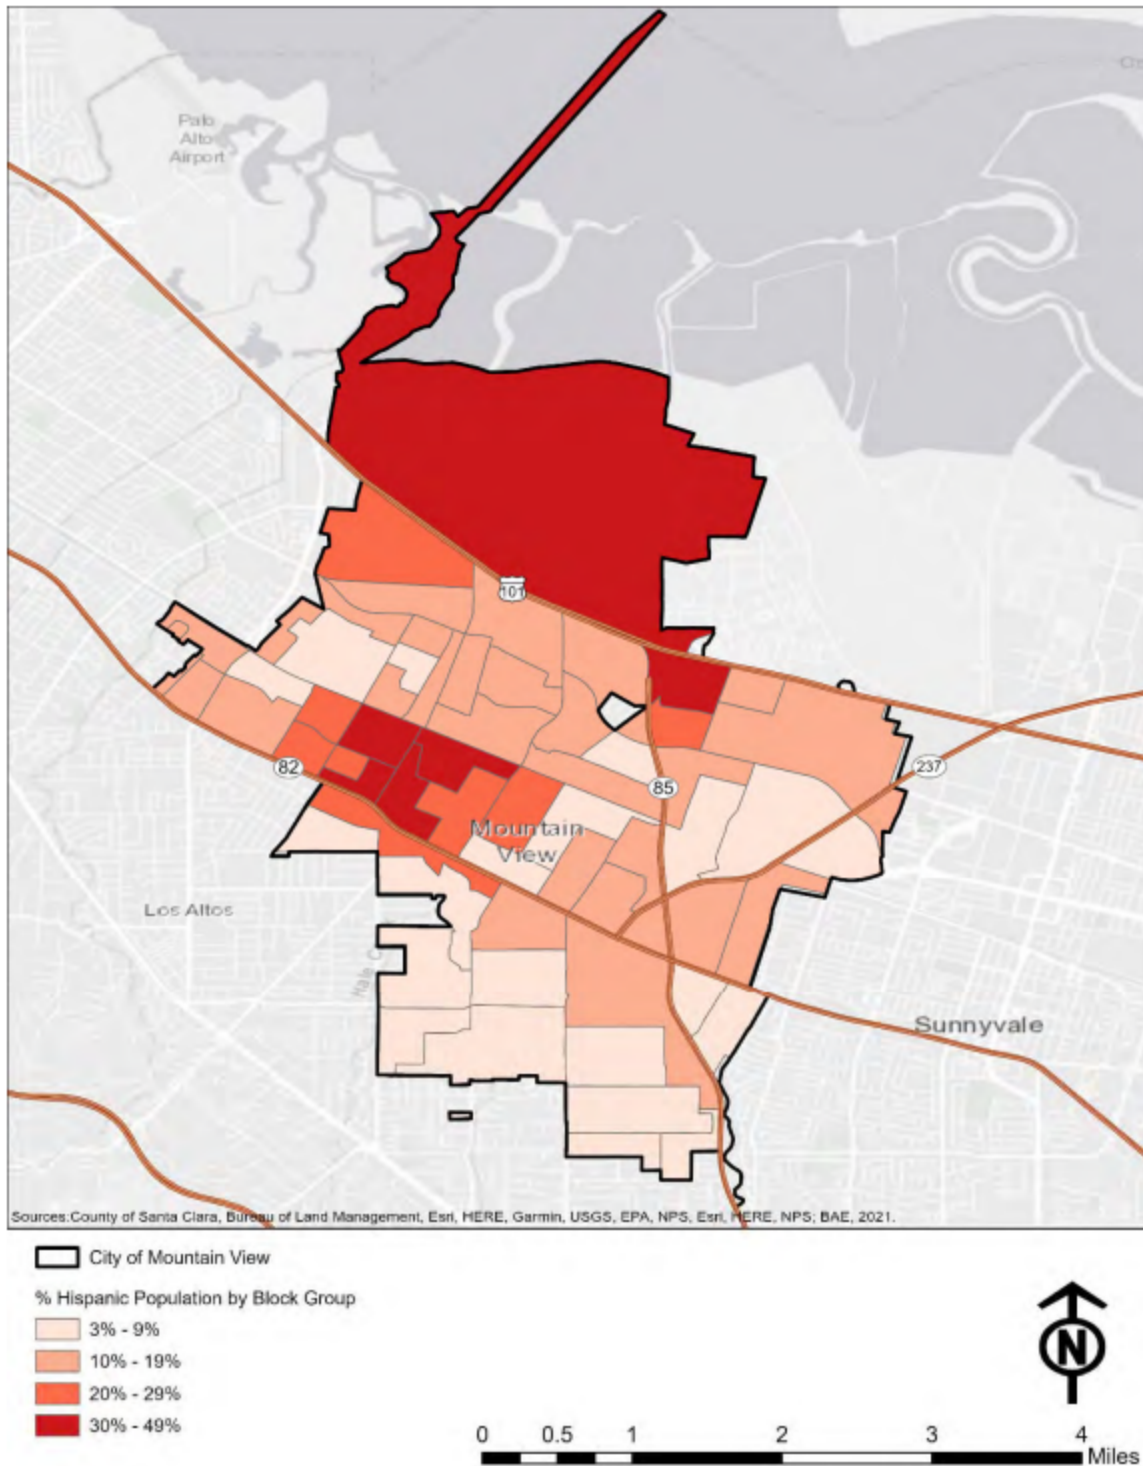 Palo
Alto
Airport
101
82
85
237
Mountain
View
Los Altos
Sunnyvale
Sources:County of Santa Clara, Bureau of Land Management, Esri, HERE, Garmin, USGS, EPA, NPS, Esri, HERE, NPS; BAE, 2021.
City of Mountain View
% Hispanic Population by Block Group
3% - 9%
10% - 19%
20% - 29%
30% - 49%
N
0 0.5 1 2 3 4
Miles